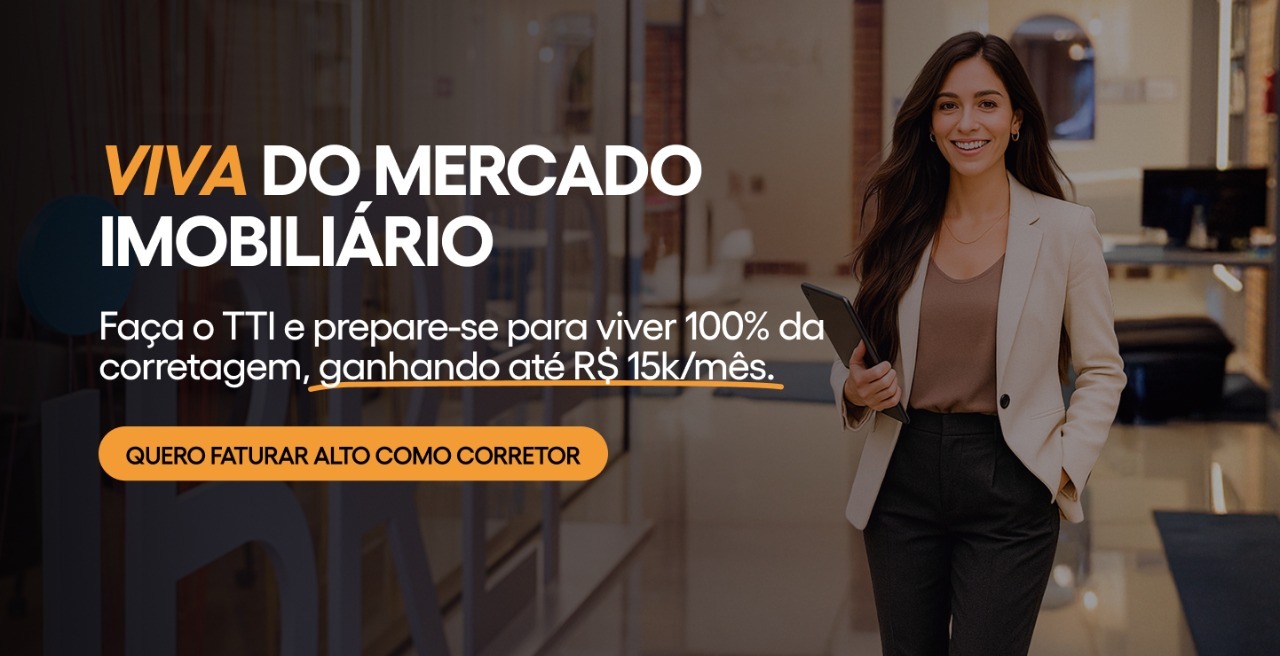 VIVA DO MERCADO
IMOBILIÁRIO
Faça o TTI e prepare-se para viver 100% da
corretagem, ganhando até R$ 15k/mês.
QUERO FATURAR ALTO COMO CORRETOR